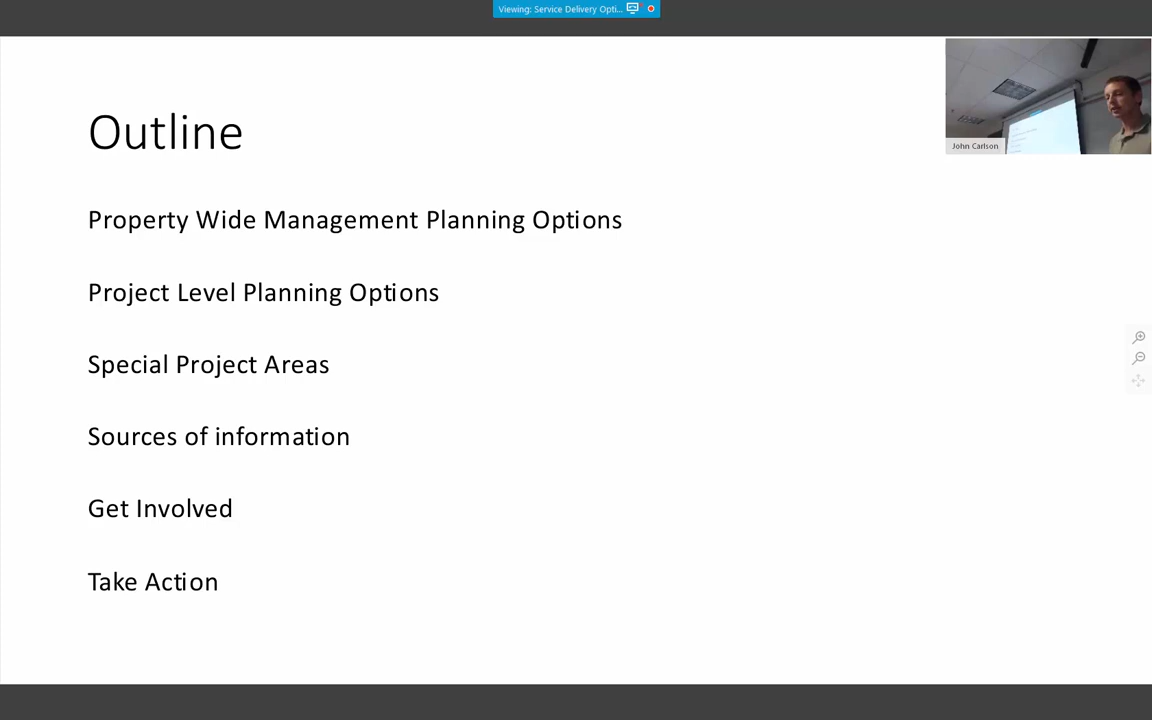 Viewing: Service Delivery Opti...
John Carlson
Outline
Property Wide Management Planning Options
Project Level Planning Options
Special Project Areas
Sources of information
Get Involved
Take Action